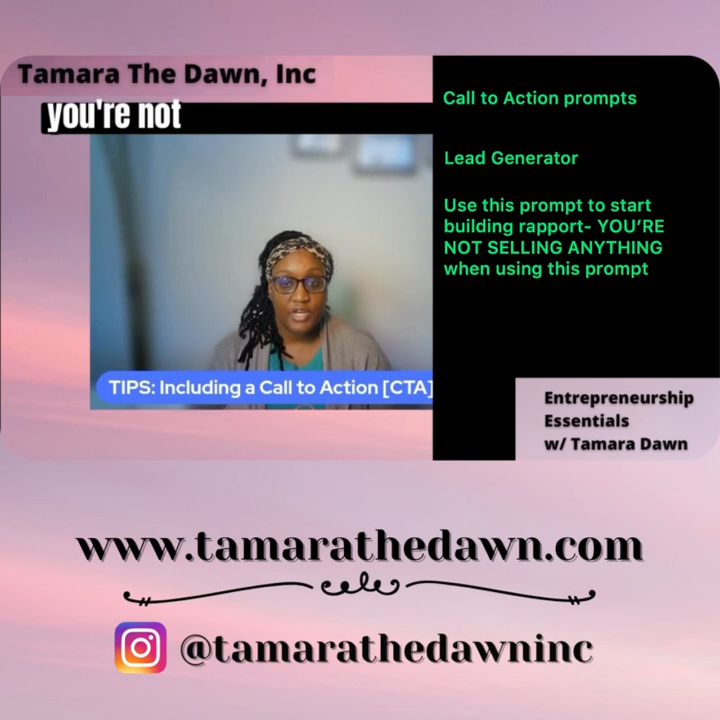 Tamara The Dawn, Inc
you're not
TIPS: Including a Call to Action [CTA]
Call to Action prompts
Lead Generator
Use this prompt to start
building rapport- YOU'RE
NOT SELLING ANYTHING
when using this prompt
Entrepreneurship
Essentials
w/ Tamara Dawn
www.tamarathedawn.com
@tamarathedawninc